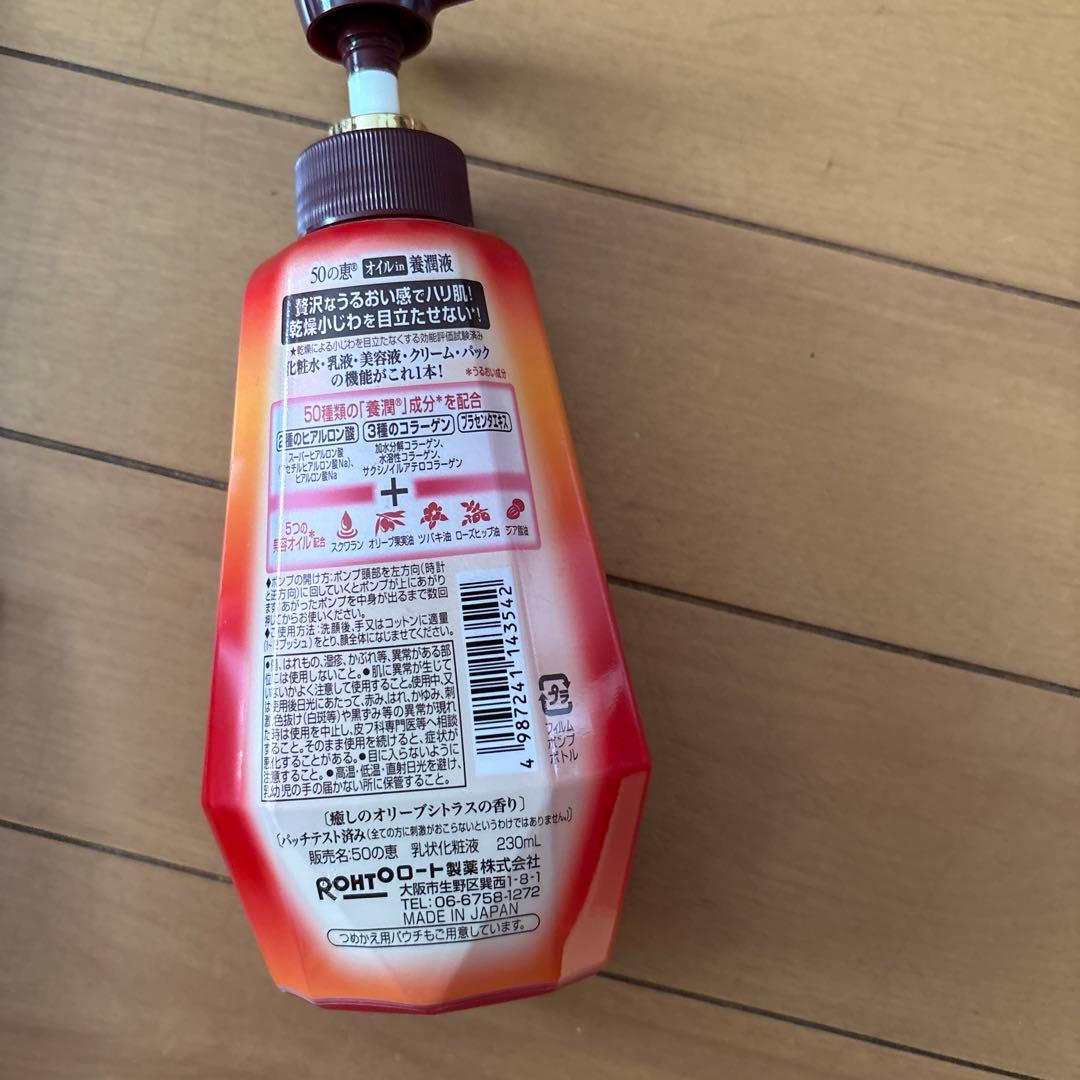 50の恵® オイルin 養潤液
贅沢なうるおい感でハリ肌!
乾燥小じわを目立たせない*!
★乾燥による小じわを目立たなくする効能評価試験済み
化粧水・乳液・美容液・クリーム・パック
の機能がこれ1本! *うるおい成分
50種類の「養潤®」成分*を配合
2種のヒアルロン酸 3種のコラーゲン プラセンタエキス
スーパーヒアルロン酸
(アセチルヒアルロン酸Na)、
ヒアルロン酸Na
加水分解コラーゲン、
水溶性コラーゲン、
サクシノイルアテロコラーゲン
+
5つの
美容オイル*配合
スクワラン オリーブ果実油 ツバキ油 ローズヒップ油 シア脂油
◆ポンプの開け方:ポンプ頭部を左方向(時計
と逆方向)に回していくとポンプが上にあがり
ます。あがったポンプを中身が出るまで数回
押してからお使いください。
◆ご使用方法:洗顔後、手又はコットンに適量
(1~2プッシュ)をとり、顔全体になじませてください。
●傷、はれもの、湿疹、かぶれ等、異常がある部
位には使用しないこと。●肌に異常が生じて
いないかよく注意して使用すること。使用中、又
は使用後日光にあたって、赤み、はれ、かゆみ、刺
激、色抜け(白斑等)や黒ずみ等の異常が現れ
た時は使用を中止し、皮フ科専門医等へ相談
すること。そのまま使用を続けると、症状が
悪化することがある。●目に入らないように
注意すること。●高温・低温・直射日光を避け、
乳幼児の手の届かない所に保管すること。
4 987241 143542
プラ
フィルム
ポンプ
ボトル
〔癒しのオリーブシトラスの香り〕
〔パッチテスト済み(全ての方に刺激がおこらないというわけではありません。)〕
販売名:50の恵 乳状化粧液 230mL
ROHTO ロート製薬株式会社
大阪市生野区巽西1-8-1
TEL:06-6758-1272
MADE IN JAPAN
つめかえ用パウチもご用意しています。